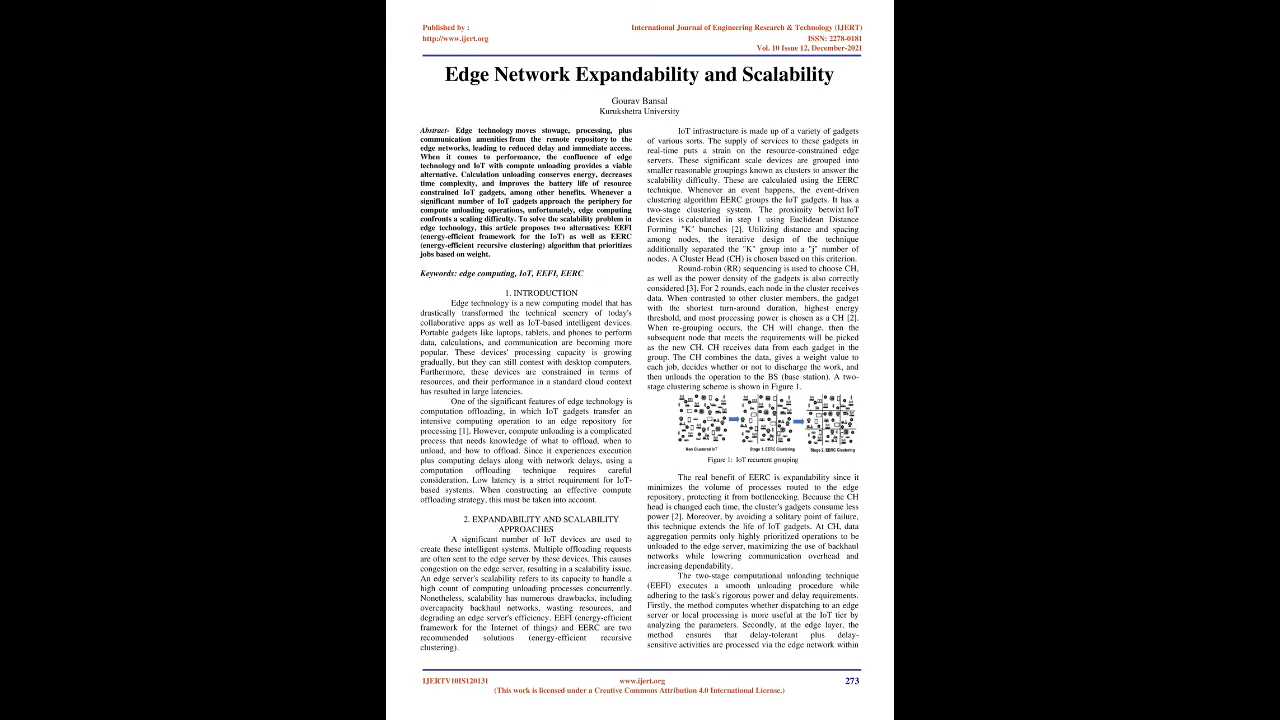 Published by :
http://www.ijert.org
International Journal of Engineering Research & Technology (IJERT)
ISSN: 2278-0181
Vol. 10 Issue 12, December-2021
Edge Network Expandability and Scalability
Gourav Bansal
Kurukshetra University
Abstract- Edge technology moves stowage, processing, plus
communication amenities from the remote repository to the
edge networks, leading to reduced delay and immediate access.
When it comes to performance, the confluence of edge
technology and IoT with compute unloading provides a viable
alternative. Calculation unloading conserves energy, decreases
time complexity, and improves the battery life of resource
constrained IoT gadgets, among other benefits. Whenever a
significant number of IoT gadgets approach the periphery for
compute unloading operations, unfortunately, edge computing
confronts a scaling difficulty. To solve the scalability problem in
edge technology, this article proposes two alternatives: EEFI
(energy-efficient framework for the IoT) as well as EERC
(energy-efficient recursive clustering) algorithm that prioritizes
jobs based on weight.
Keywords: edge computing, IoT, EEFI, EERC
1. INTRODUCTION
Edge technology is a new computing model that has
drastically transformed the technical scenery of today's
collaborative apps as well as IoT-based intelligent devices.
Portable gadgets like laptops, tablets, and phones to perform
data, calculations, and communication are becoming more
popular. These devices' processing capacity is growing
gradually, but they can still contest with desktop computers.
Furthermore, these devices are constrained in terms of
resources, and their performance in a standard cloud context
has resulted in large latencies.
One of the significant features of edge technology is
computation offloading, in which IoT gadgets transfer an
intensive computing operation to an edge repository for
processing [1]. However, compute unloading is a complicated
process that needs knowledge of what to offload, when to
unload, and how to offload. Since it experiences execution
plus computing delays along with network delays, using a
computation offloading technique requires careful
consideration. Low latency is a strict requirement for IoT-
based systems. When constructing an effective compute
offloading strategy, this must be taken into account.
2. EXPANDABILITY AND SCALABILITY
APPROACHES
A significant number of IoT devices are used to
create these intelligent systems. Multiple offloading requests
are often sent to the edge server by these devices. This causes
congestion on the edge server, resulting in a scalability issue.
An edge server's scalability refers to its capacity to handle a
high count of computing unloading processes concurrently.
Nonetheless, scalability has numerous drawbacks, including
overcapacity backhaul networks, wasting resources, and
degrading an edge server's efficiency. EEFI (energy-efficient
framework for the Internet of things) and EERC are two
recommended solutions (energy-efficient recursive
clustering).
IoT infrastructure is made up of a variety of gadgets
of various sorts. The supply of services to these gadgets in
real-time puts a strain on the resource-constrained edge
servers. These significant scale devices are grouped into
smaller reasonable groupings known as clusters to answer the
scalability difficulty. These are calculated using the EERC
technique. Whenever an event happens, the event-driven
clustering algorithm EERC groups the IoT gadgets. It has a
two-stage clustering system. The proximity betwixt IoT
devices is calculated in step 1 using Euclidean Distance
Forming "K" bunches [2]. Utilizing distance and spacing
among nodes, the iterative design of the technique
additionally separated the "K" group into a "j" number of
nodes. A Cluster Head (CH) is chosen based on this criterion.
Round-robin (RR) sequencing is used to choose CH,
as well as the power density of the gadgets is also correctly
considered [3]. For 2 rounds, each node in the cluster receives
data. When contrasted to other cluster members, the gadget
with the shortest turn-around duration, highest energy
threshold, and most processing power is chosen as a CH [2].
When re-grouping occurs, the CH will change, then the
subsequent node that meets the requirements will be picked
as the new CH. CH receives data from each gadget in the
group. The CH combines the data, gives a weight value to
each job, decides whether or not to discharge the work, and
then unloads the operation to the BS (base station). A two-
stage clustering scheme is shown in Figure 1.
Non Clustered IoT
Stage 1. EERC Clustering
Stage 2. EERC Clustering
Figure 1: IoT recurrent grouping
The real benefit of EERC is expandability since it
minimizes the volume of processes routed to the edge
repository, protecting it from bottlenecking. Because the CH
head is changed each time, the cluster's gadgets consume less
power [2]. Moreover, by avoiding a solitary point of failure,
this technique extends the life of IoT gadgets. At CH, data
aggregation permits only highly prioritized operations to be
unloaded to the edge server, maximizing the use of backhaul
networks while lowering communication overhead and
increasing dependability.
The two-stage computational unloading technique
(EEFI) executes a smooth unloading procedure while
adhering to the task's rigorous power and delay requirements.
Firstly, the method computes whether dispatching to an edge
server or local processing is more useful at the IoT tier by
analyzing the parameters. Secondly, at the edge layer, the
method ensures that delay-tolerant plus delay-
sensitive activities are processed via the edge network within
IJERTV10IS120131
www.ijert.org
273
(This work is licensed under a Creative Commons Attribution 4.0 International License.)